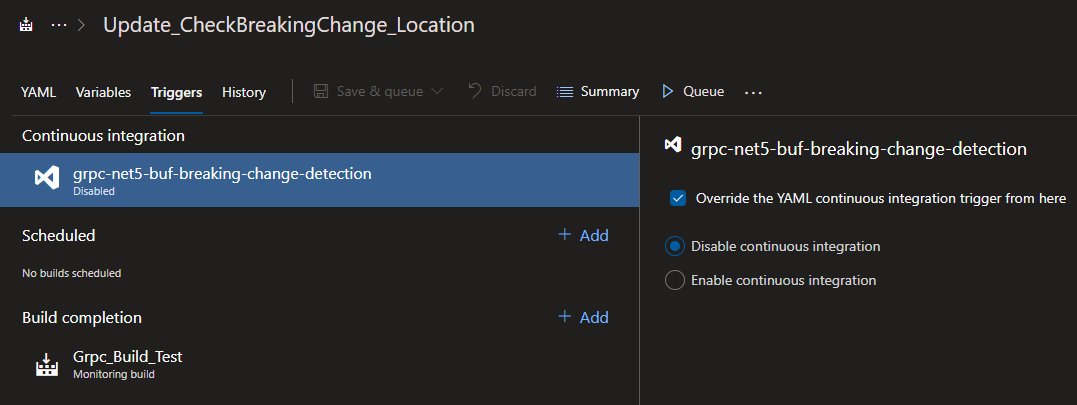 ... > Update_CheckBreakingChange_Location
YAML Variables Triggers History Save & queue Discard Summary Queue ...
Continuous integration
grpc-net5-buf-breaking-change-detection
Disabled
Scheduled + Add
No builds scheduled
Build completion + Add
Grpc_Build_Test
Monitoring build
grpc-net5-buf-breaking-change-detection
Override the YAML continuous integration trigger from here
Disable continuous integration
Enable continuous integration